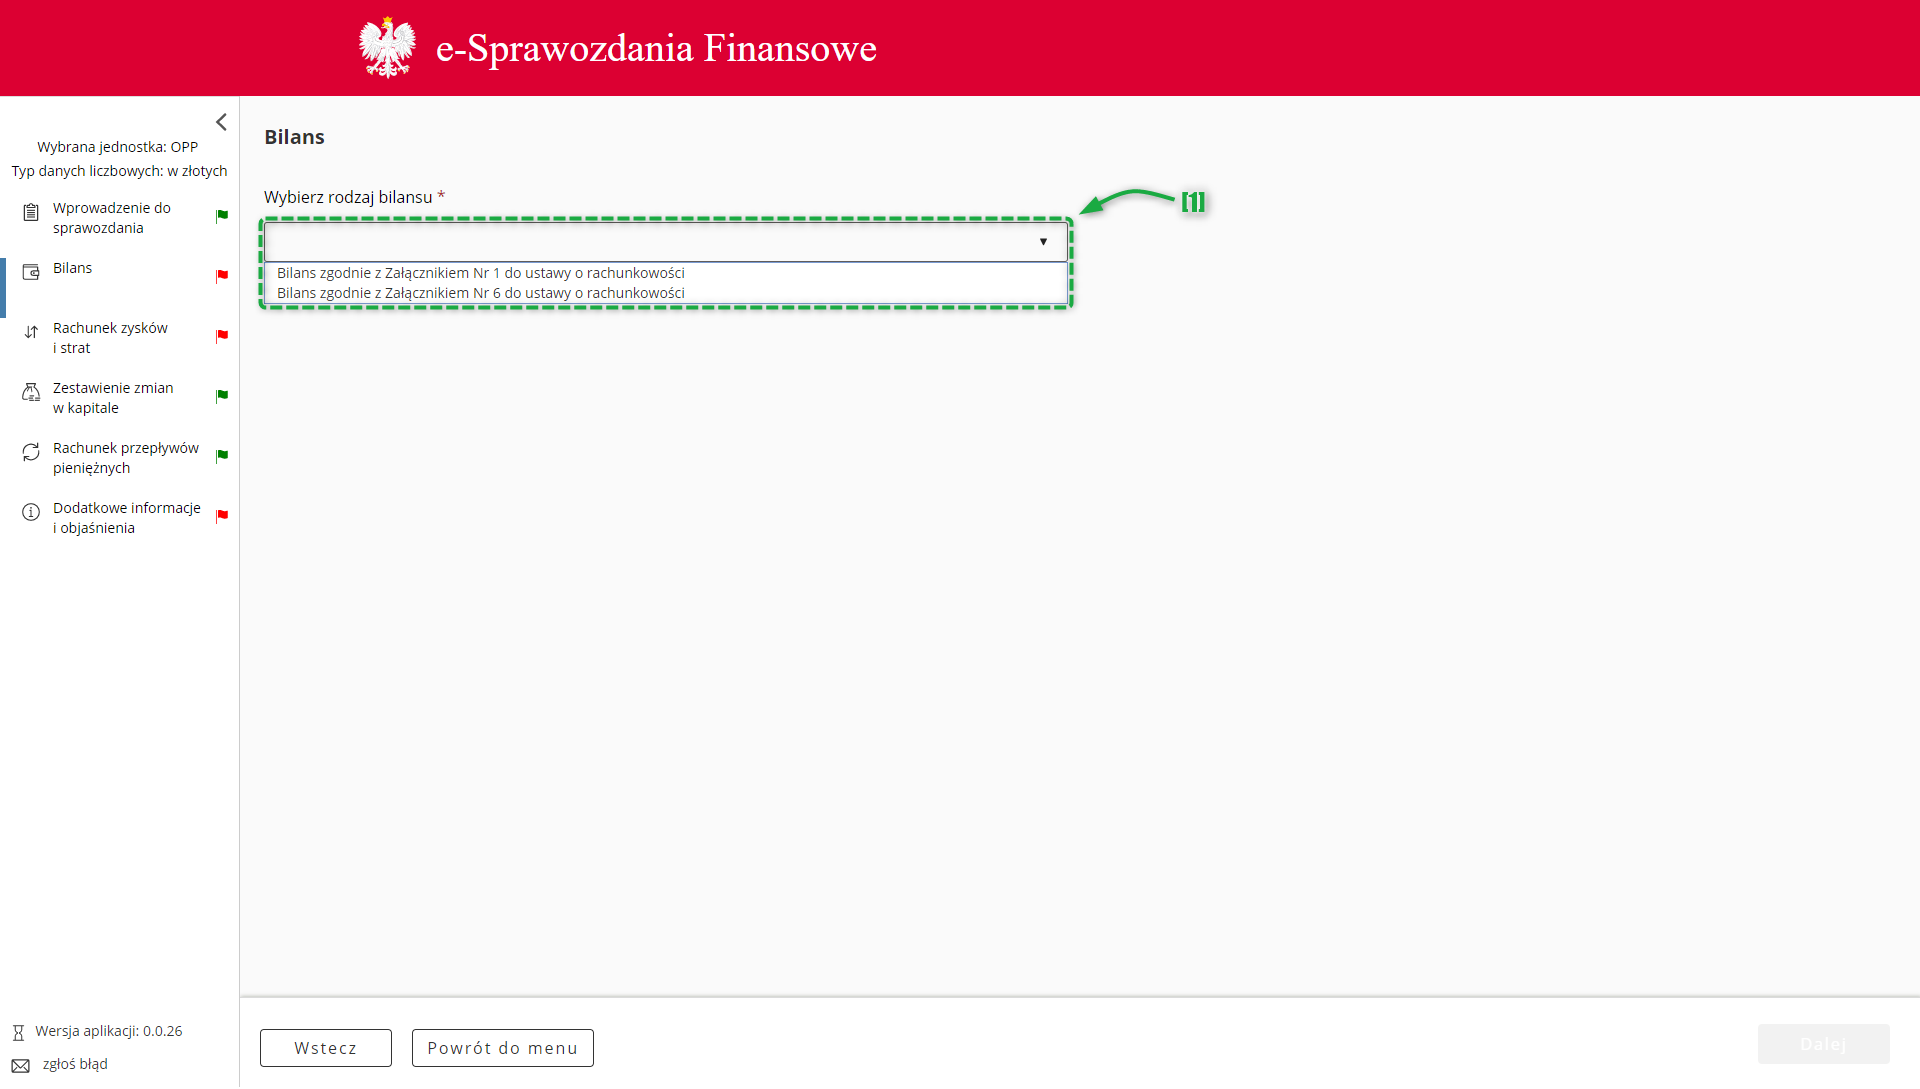 e-Sprawozdania Finansowe
Wybrana jednostka: OPP
Typ danych liczbowych: w złotych
Wprowadzenie do
sprawozdania
Bilans
Rachunek zysków
i strat
Zestawienie zmian
w kapitale
Rachunek przepływów
pieniężnych
Dodatkowe informacje
i objaśnienia
Wersja aplikacji: 0.0.26
zgłoś błąd
Bilans
Wybierz rodzaj bilansu *
[1]
Bilans zgodnie z Załącznikiem Nr 1 do ustawy o rachunkowości
Bilans zgodnie z Załącznikiem Nr 6 do ustawy o rachunkowości
Wstecz
Powrót do menu
Dalej